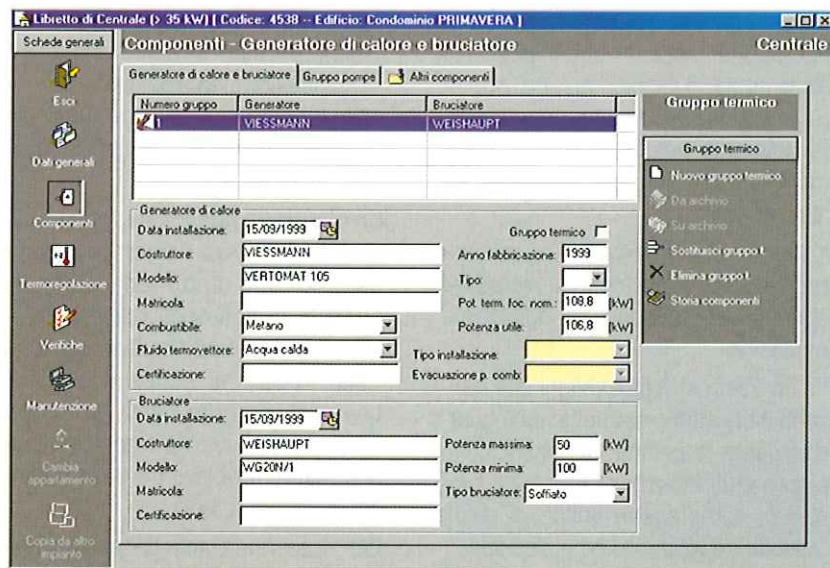 Libretto di Centrale (> 35 kW) [ Codice: 4538 -- Edificio: Condominio PRIMAVERA ]
Schede generali
Esci
Dati generali
Componenti
Termoregolazione
Verifiche
Manutenzione
Cambia
appartamento
Copia da altro
impianto
Componenti - Generatore di calore e bruciatore
Centrale
Generatore di calore e bruciatore
Gruppo pompe
Altri componenti
Numero gruppo Generatore Bruciatore
1 VIESSMANN WEISHAUPT
Generatore di calore
Data installazione: 15/09/1999 Gruppo termico
Costruttore: VIESSMANN Anno fabbricazione: 1999
Modello: VERTOMAT 105 Tipo:
Matricola: Pot. term. foc. nom.: 108,8 [kW]
Combustibile: Metano Potenza utile: 106,8 [kW]
Fluido termovettore: Acqua calda Tipo installazione:
Certificazione: Evacuazione p. comb:
Bruciatore
Data installazione: 15/09/1999
Costruttore: WEISHAUPT Potenza massima: 50 [kW]
Modello: WG20N/1 Potenza minima: 100 [kW]
Matricola: Tipo bruciatore: Soffiato
Certificazione:
Gruppo termico
Gruppo termico
Nuovo gruppo termico
Da archivio
Su archivio
Sostituisci gruppo t.
Elimina gruppo t.
Storia componenti